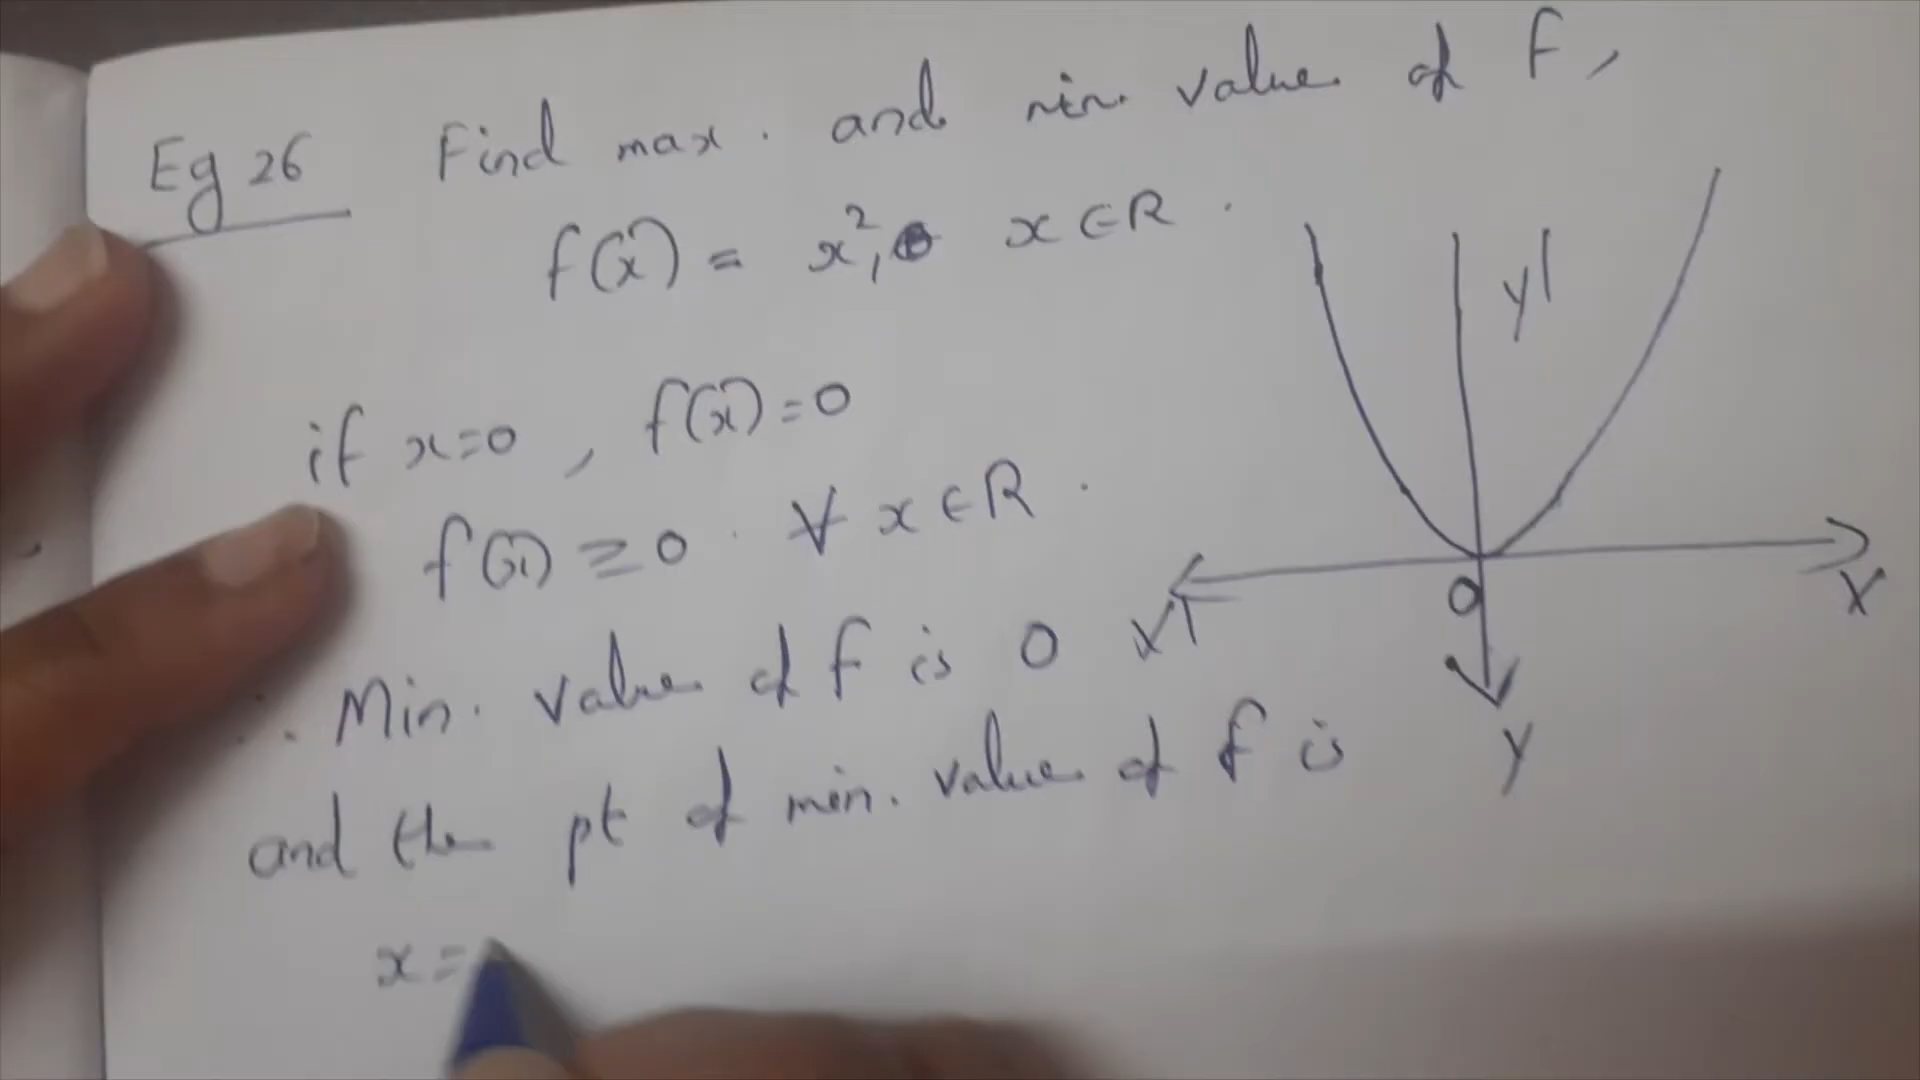 Eg 26 Find max. and min. value of f,
f(x) = x², x ∈ R.
if x=0, f(x)=0
f(x) ≥ 0. ∀ x ∈ R.
∴ Min. value of f is 0
and the pt of min. value of f is
x =
y|
O
X
X|
Y